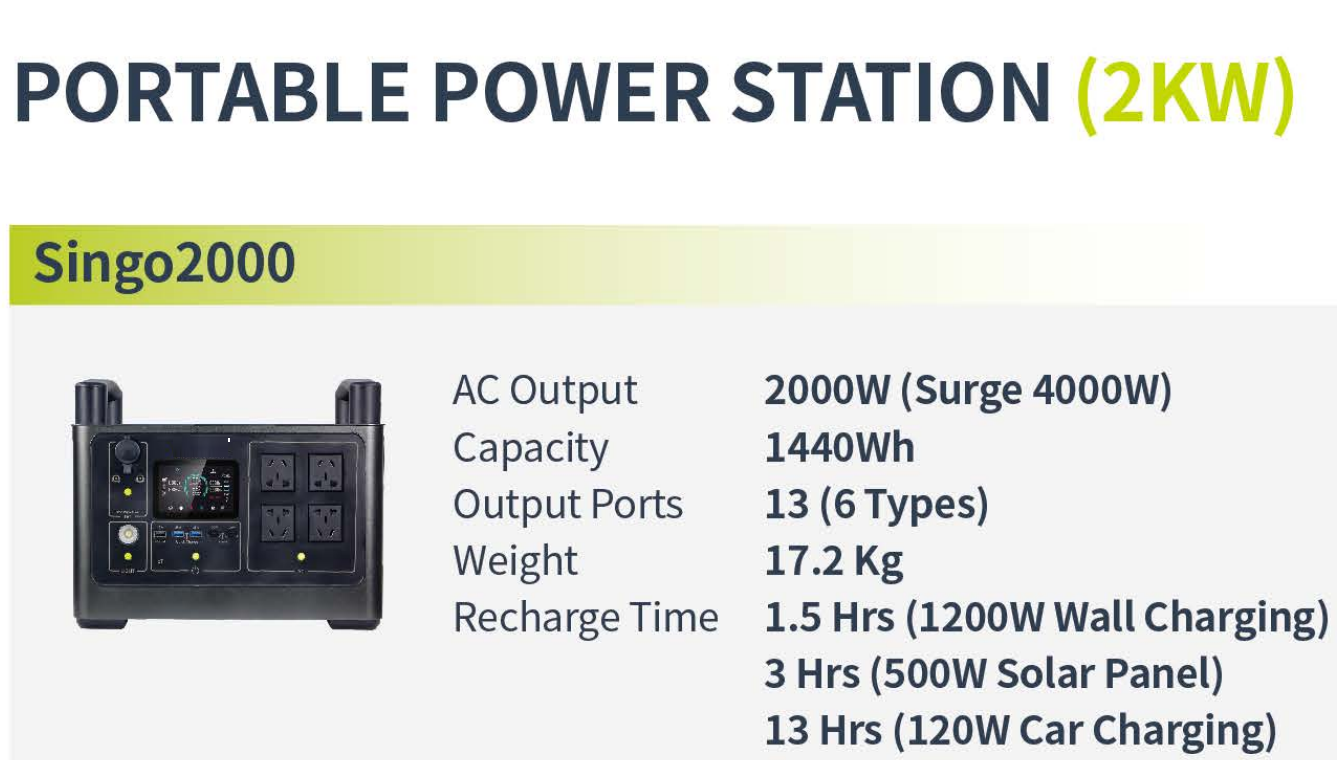 PORTABLE POWER STATION (2KW)
Singo2000
AC Output 2000W (Surge 4000W)
Capacity 1440Wh
Output Ports 13 (6 Types)
Weight 17.2 Kg
Recharge Time 1.5 Hrs (1200W Wall Charging)
3 Hrs (500W Solar Panel)
13 Hrs (120W Car Charging)